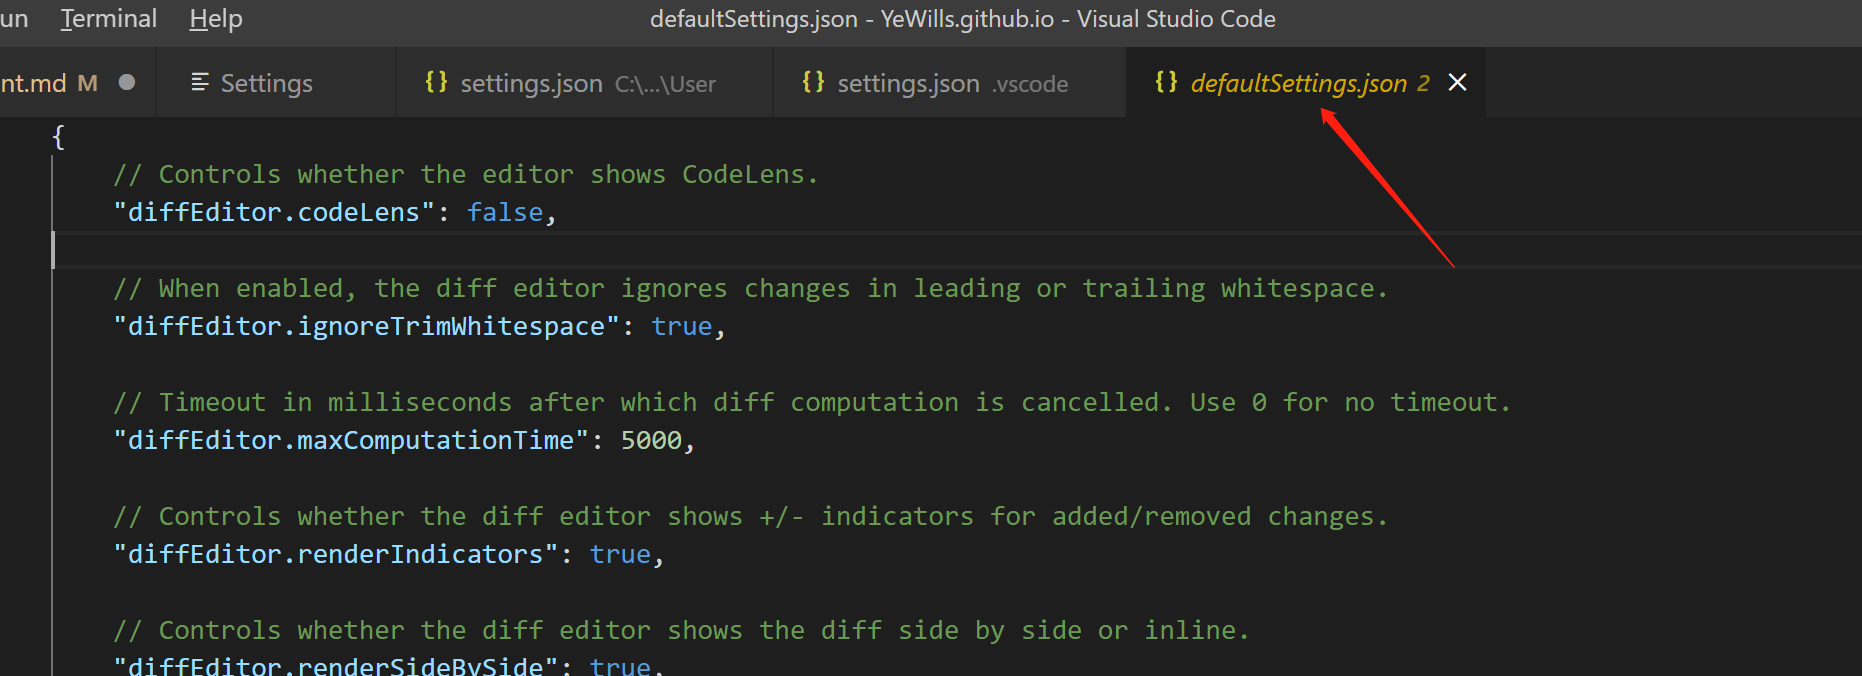 un Terminal Help defaultSettings.json - YeWills.github.io - Visual Studio Code
nt.md M Settings {} settings.json C:\...\User {} settings.json .vscode {} defaultSettings.json 2
{
// Controls whether the editor shows CodeLens.
"diffEditor.codeLens": false,
// When enabled, the diff editor ignores changes in leading or trailing whitespace.
"diffEditor.ignoreTrimWhitespace": true,
// Timeout in milliseconds after which diff computation is cancelled. Use 0 for no timeout.
"diffEditor.maxComputationTime": 5000,
// Controls whether the diff editor shows +/- indicators for added/removed changes.
"diffEditor.renderIndicators": true,
// Controls whether the diff editor shows the diff side by side or inline.
"diffEditor.renderSideBySide": true,